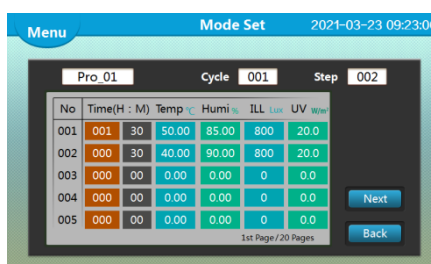 Menu Mode Set 2021-03-23 09:23:0
Pro_01 Cycle 001 Step 002
No Time(H : M) Temp ℃ Humi % ILL Lux UV W/m²
001 001 30 50.00 85.00 800 20.0
002 000 30 40.00 90.00 800 20.0
003 000 00 0.00 0.00 0 0.0
004 000 00 0.00 0.00 0 0.0
005 000 00 0.00 0.00 0 0.0
Next
1st Page/20 Pages
Back